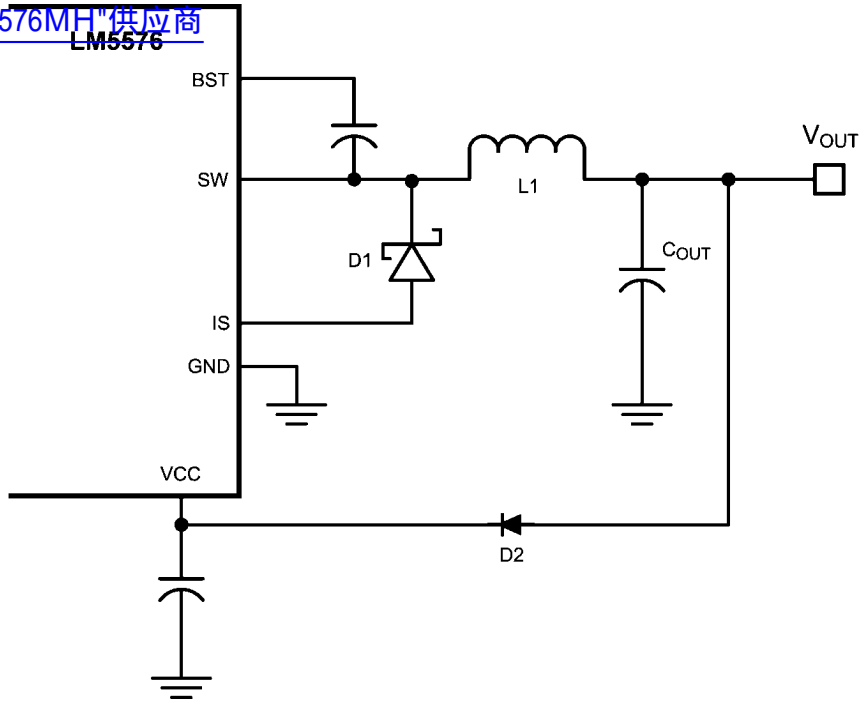 576MH"供应商
LM5576
BST
SW
IS
GND
VCC
L1
D1
COUT
VOUT
D2